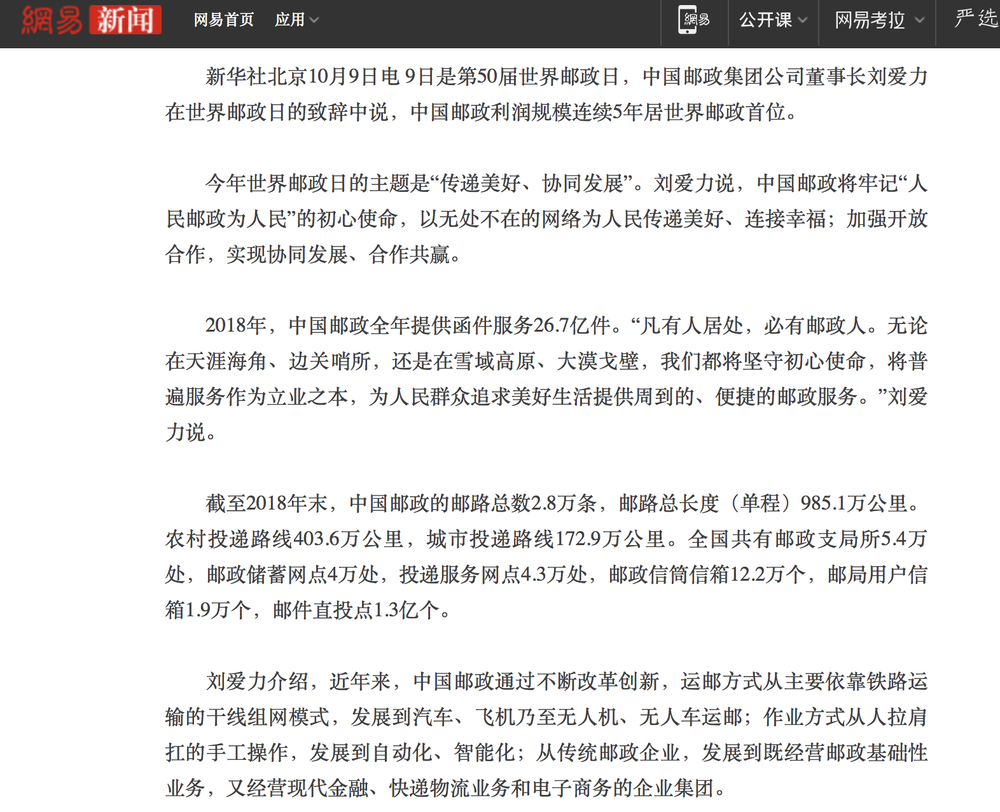 網易 新闻 网易首页 应用 網易 公开课 网易考拉 严选
新华社北京10月9日电 9日是第50届世界邮政日，中国邮政集团公司董事长刘爱力
在世界邮政日的致辞中说，中国邮政利润规模连续5年居世界邮政首位。
今年世界邮政日的主题是“传递美好、协同发展”。刘爱力说，中国邮政将牢记“人
民邮政为人民”的初心使命，以无处不在的网络为人民传递美好、连接幸福；加强开放
合作，实现协同发展、合作共赢。
2018年，中国邮政全年提供函件服务26.7亿件。“凡有人居处，必有邮政人。无论
在天涯海角、边关哨所，还是在雪域高原、大漠戈壁，我们都将坚守初心使命，将普
遍服务作为立业之本，为人民群众追求美好生活提供周到的、便捷的邮政服务。”刘爱
力说。
截至2018年末，中国邮政的邮路总数2.8万条，邮路总长度（单程）985.1万公里。
农村投递路线403.6万公里，城市投递路线172.9万公里。全国共有邮政支局所5.4万
处，邮政储蓄网点4万处，投递服务网点4.3万处，邮政信筒信箱12.2万个，邮局用户信
箱1.9万个，邮件直投点1.3亿个。
刘爱力介绍，近年来，中国邮政通过不断改革创新，运邮方式从主要依靠铁路运
输的干线组网模式，发展到汽车、飞机乃至无人机、无人车运邮；作业方式从人拉肩
扛的手工操作，发展到自动化、智能化；从传统邮政企业，发展到既经营邮政基础性
业务，又经营现代金融、快递物流业务和电子商务的企业集团。